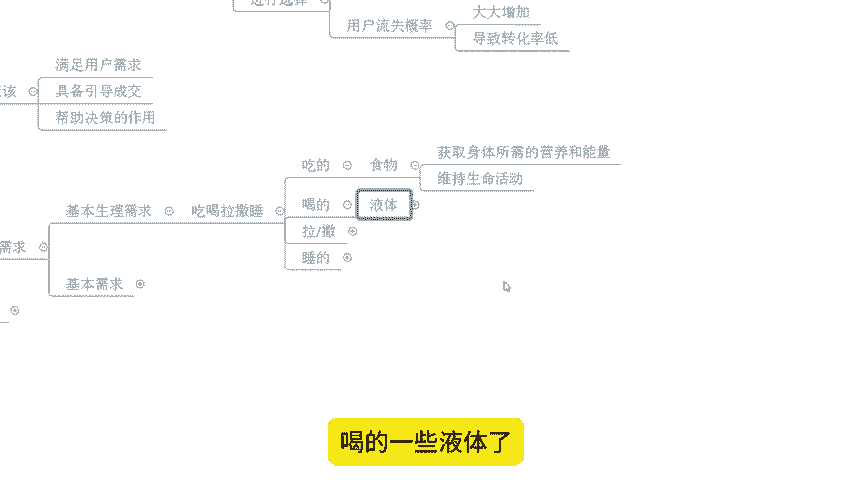 进行选择
用户流失概率
大大增加
导致转化率低
满足用户需求
该
具备引导成交
帮助决策的作用
吃的
食物
获取身体所需的营养和能量
维持生命活动
基本生理需求
吃喝拉撒睡
喝的
液体
拉/撒
睡的
需求
基本需求
喝的一些液体了